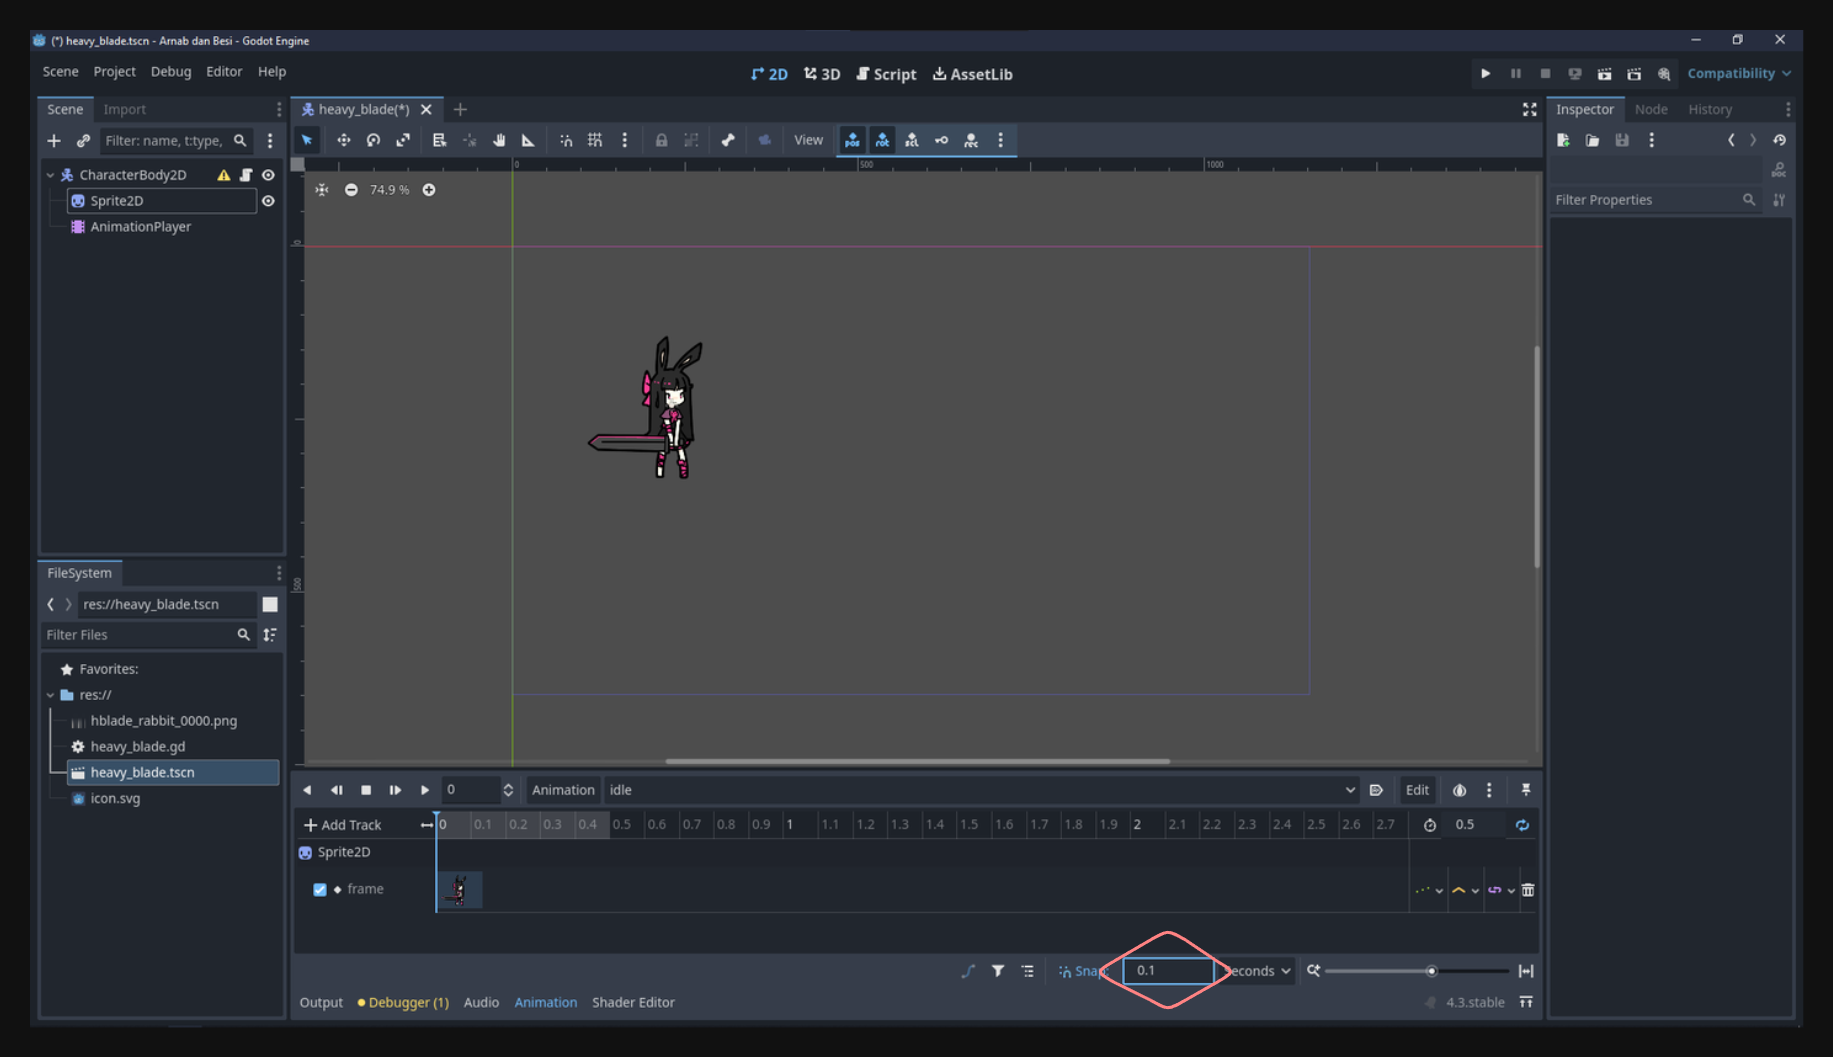 (*) heavy_blade.tscn - Arnab dan Besi - Godot Engine
Scene Project Debug Editor Help
2D 3D Script AssetLib
Compatibility
Scene Import
heavy_blade(*)
Inspector Node History
Filter: name, t:type,
View
CharacterBody2D
Sprite2D
AnimationPlayer
74.9 %
0 500 1000
0
500
Filter Properties
FileSystem
res://heavy_blade.tscn
Filter Files
Favorites:
res://
hblade_rabbit_0000.png
heavy_blade.gd
heavy_blade.tscn
icon.svg
0 Animation idle Edit
Add Track 0 0.1 0.2 0.3 0.4 0.5 0.6 0.7 0.8 0.9 1 1.1 1.2 1.3 1.4 1.5 1.6 1.7 1.8 1.9 2 2.1 2.2 2.3 2.4 2.5 2.6 2.7 0.5
Sprite2D
frame
Snap: 0.1 Seconds
Output Debugger (1) Audio Animation Shader Editor 4.3.stable